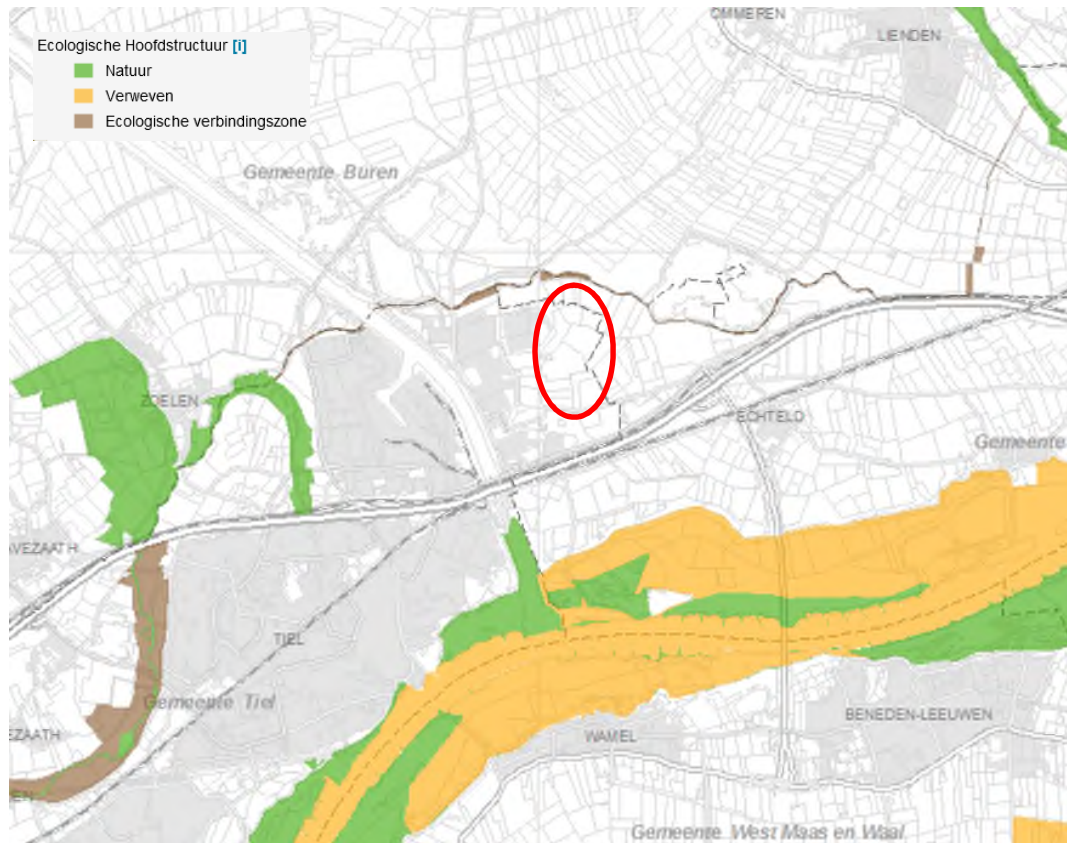 OMMEREN
LIENDEN
Ecologische Hoofdstructuur [i]
Natuur
Verweven
Ecologische verbindingszone
Gemeente Buren
ZOELEN
ECHTELD
Gemeente
AVEZAATH
TIEL
Gemeente Tiel
EZAATH
BENEDEN-LEEUWEN
WAMEL
EN
Gemeente West Maas en Waal